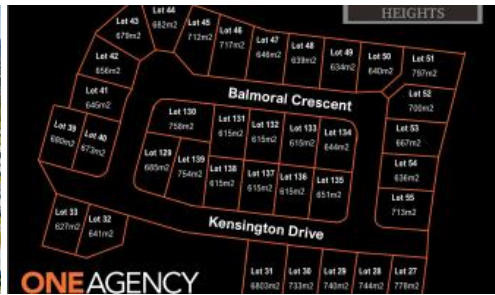 HEIGHTS
Lot 44
682m2
Lot 43
679m2
Lot 45
712m2
Lot 46
717m2
Lot 47
646m2
Lot 48
639m2
Lot 49
634m2
Lot 50
640m2
Lot 51
797m2
Lot 42
656m2
Lot 41
645m2
Lot 52
700m2
Balmoral Crescent
Lot 39
680m2
Lot 40
673m2
Lot 130
758m2
Lot 131
615m2
Lot 132
615m2
Lot 133
615m2
Lot 134
644m2
Lot 53
667m2
Lot 129
685m2
Lot 139
754m2
Lot 138
615m2
Lot 137
615m2
Lot 136
615m2
Lot 135
651m2
Lot 54
636m2
Lot 55
713m2
Lot 33
627m2
Lot 32
641m2
Kensington Drive
ONEAGENCY
Lot 31
6803m2
Lot 30
733m2
Lot 29
740m2
Lot 28
744m2
Lot 27
778m2